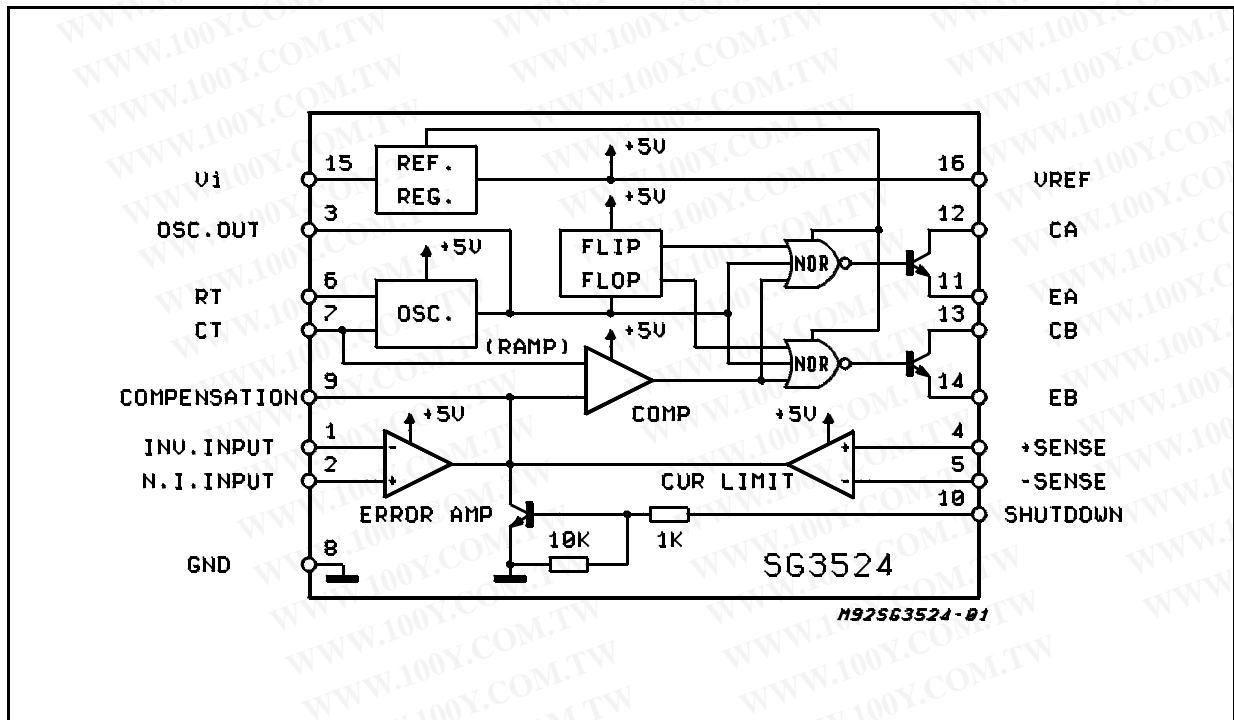 +5V
15 REF. 16
Vi REG. VREF
3 +5V 12
OSC.OUT FLIP CA
+5V FLOP NOR
6 11
RT OSC. EA
7 13
CT +5V CB
(RAMP) NOR
9 14
COMPENSATION COMP EB
+5V +5V
1 - + 4
INV.INPUT +SENSE
2 + - 5
N.I.INPUT CUR LIMIT -SENSE
ERROR AMP 10
SHUTDOWN
10K 1K
8
GND SG3524
M92SG3524-01
WWW.100Y.COM.TW